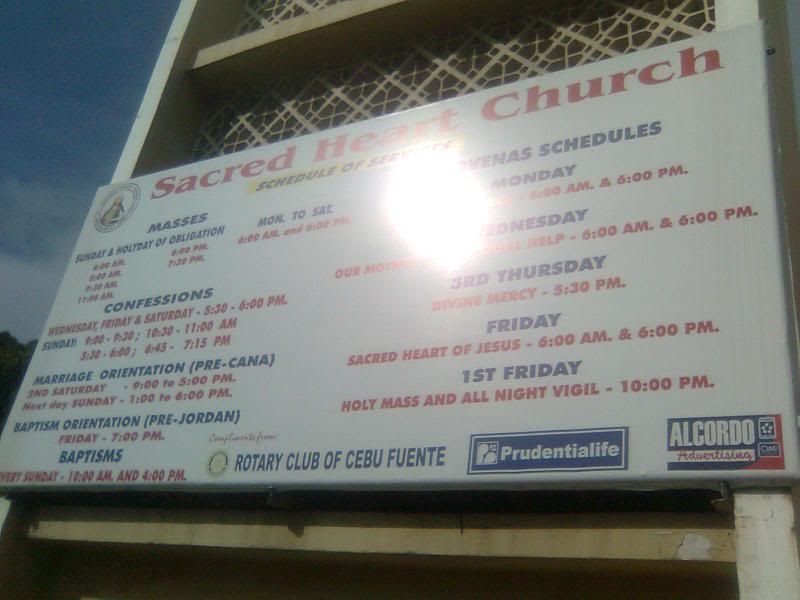 Sacred Heart Church
SCHEDULE OF SERVICES
MASSES
SUNDAY & HOLYDAY OF OBLIGATION
6:00 AM. 6:00 PM.
8:00 AM. 7:30 PM.
9:30 AM.
11:00 AM.
MON. TO SAT.
6:00 AM. and 6:00 PM.
CONFESSIONS
WEDNESDAY, FRIDAY & SATURDAY - 5:30 - 6:00 PM.
SUNDAY: 9:00 - 9:30 ; 10:30 - 11:00 AM
5:30 - 6:00 ; 6:45 - 7:15 PM
MARRIAGE ORIENTATION (PRE-CANA)
2ND SATURDAY - 9:00 to 5:00 PM.
Next day SUNDAY - 1:00 to 6:00 PM.
BAPTISM ORIENTATION (PRE-JORDAN)
FRIDAY - 7:00 PM.
BAPTISMS
EVERY SUNDAY - 10:00 AM. AND 4:00 PM.
NOVENAS SCHEDULES
MONDAY
- 6:00 AM. & 6:00 PM.
WEDNESDAY
OUR MOTHER HELP - 6:00 AM. & 6:00 PM.
3RD THURSDAY
DIVINE MERCY - 5:30 PM.
FRIDAY
SACRED HEART OF JESUS - 6:00 AM. & 6:00 PM.
1ST FRIDAY
HOLY MASS AND ALL NIGHT VIGIL - 10:00 PM.
Compliments from:
ROTARY CLUB OF CEBU FUENTE
Prudentialife
ALCORDO
Advertising